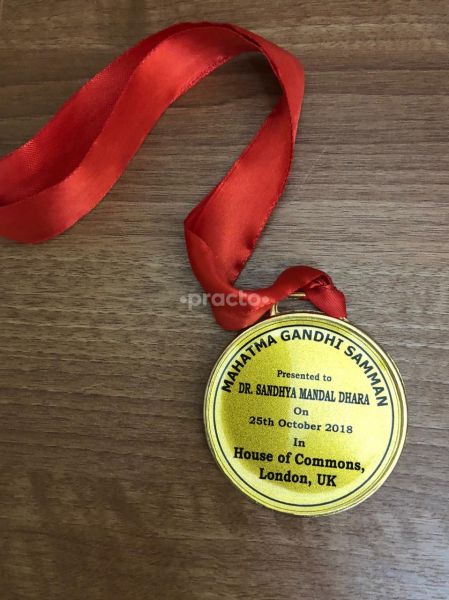 •practo•
MAHATMA GANDHI SAMMAN
Presented to
DR. SANDHYA MANDAL DHARA
On
25th October 2018
In
House of Commons,
London, UK